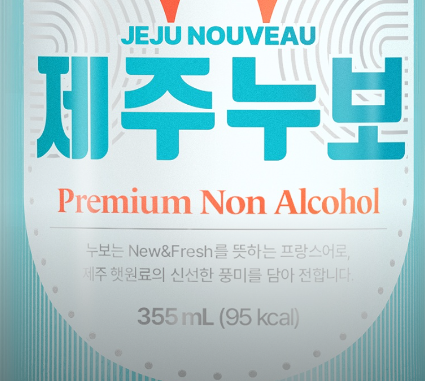 JEJU NOUVEAU
제주누보
Premium Non Alcohol
누보는 New&Fresh를 뜻하는 프랑스어로,
제주 햇원료의 신선한 풍미를 담아 전합니다.
355 mL (95 kcal)